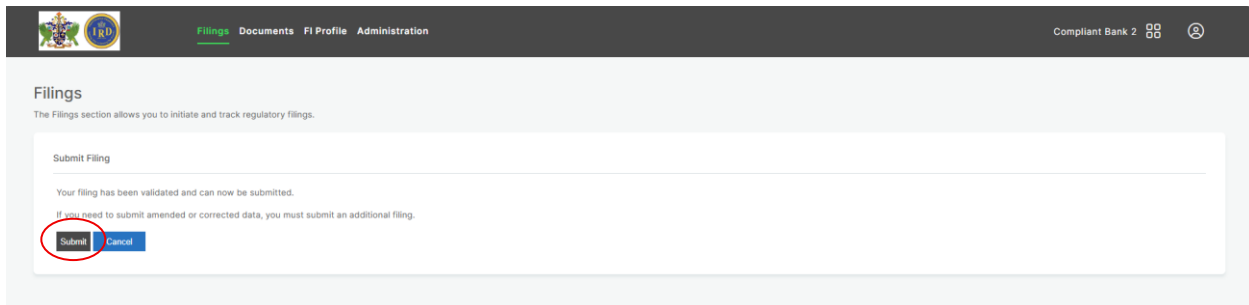 IRD
Filings Documents FI Profile Administration
Compliant Bank 2
Filings
The Filings section allows you to initiate and track regulatory filings.
Submit Filing
Your filing has been validated and can now be submitted.
If you need to submit amended or corrected data, you must submit an additional filing.
Submit Cancel